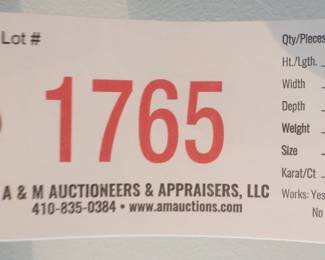 Lot #
1765
A & M AUCTIONEERS & APPRAISERS, LLC
410-835-0384 • www.amauctions.com
Qty/Pieces
Ht./Lgth.
Width
Depth
Weight
Size
Karat/Ct
Works: Yes
No